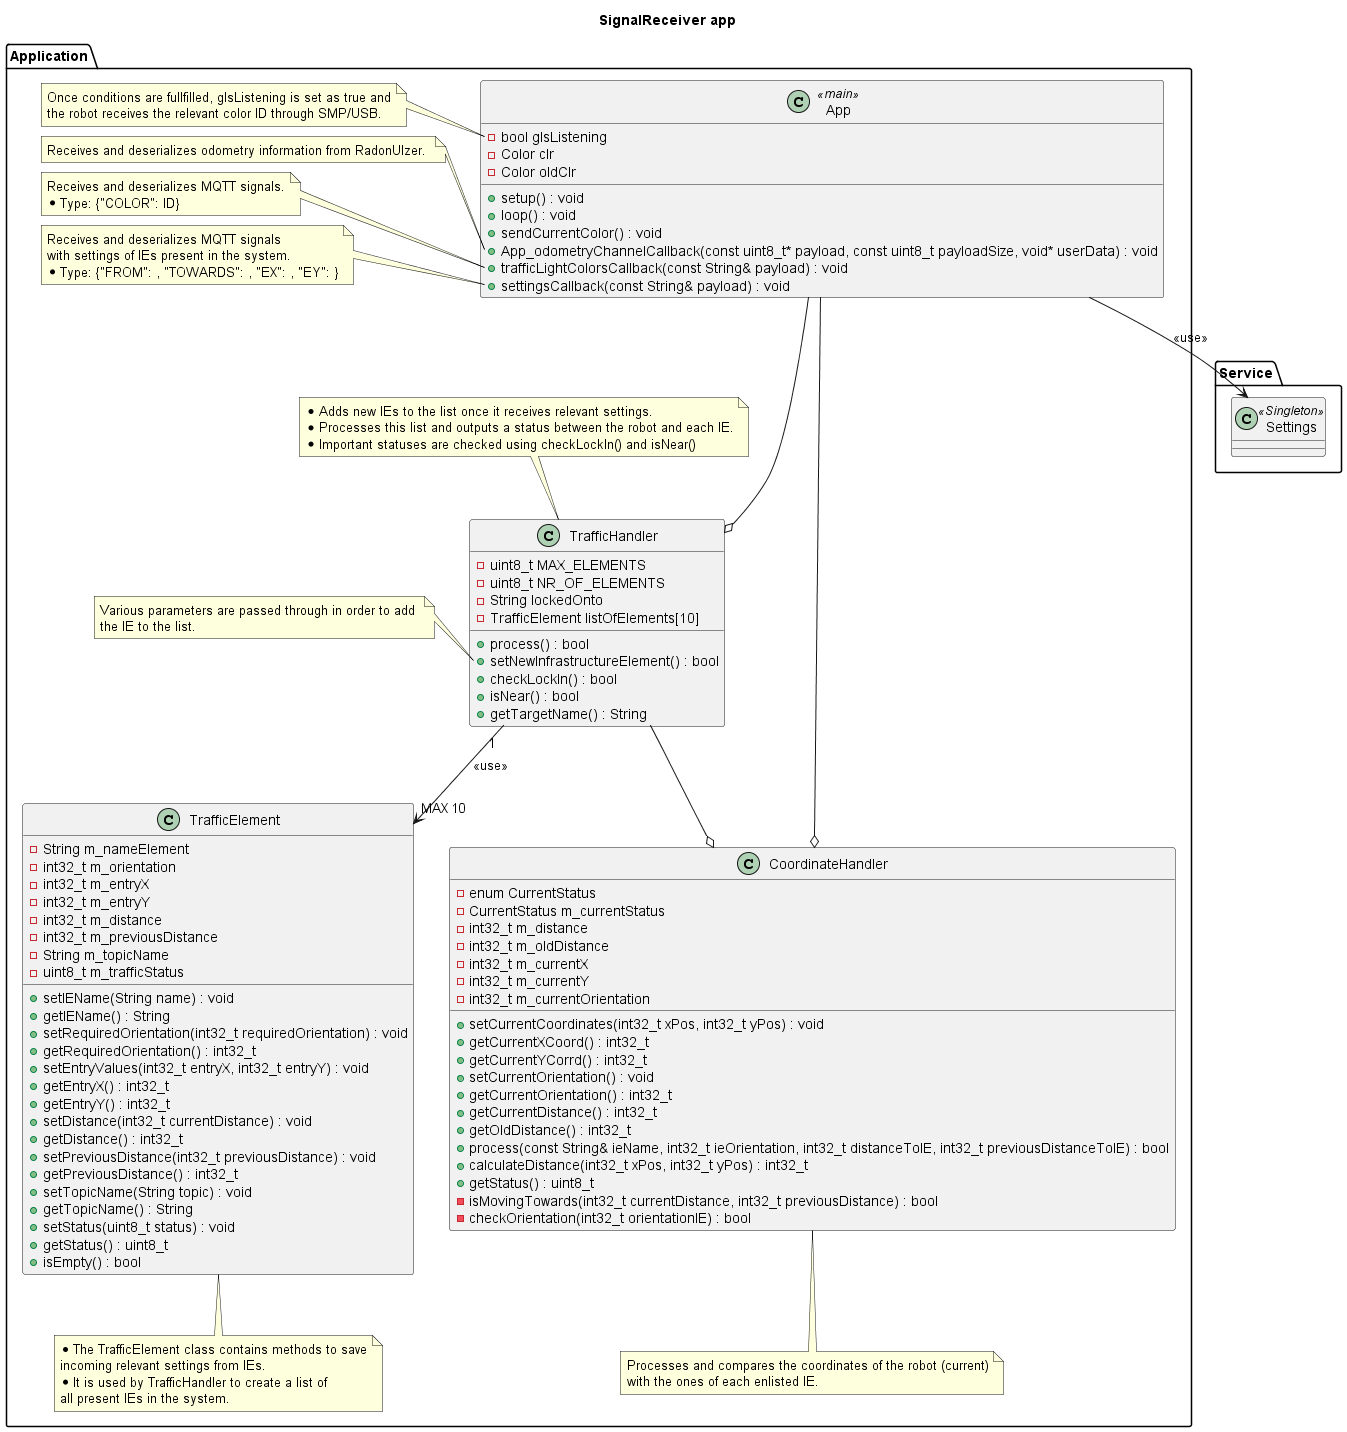 SignalReceiver app
Application
Once conditions are fullfilled, gIsListening is set as true and
the robot receives the relevant color ID through SMP/USB.
Receives and deserializes odometry information from RadonUlzer.
Receives and deserializes MQTT signals.
• Type: {"COLOR": ID}
Receives and deserializes MQTT signals
with settings of IEs present in the system.
• Type: {"FROM": , "TOWARDS": , "EX": , "EY": }
C
«main»
App
bool gIsListening
Color clr
Color oldClr
setup() : void
loop() : void
sendCurrentColor() : void
App_odometryChannelCallback(const uint8_t* payload, const uint8_t payloadSize, void* userData) : void
trafficLightColorsCallback(const String& payload) : void
settingsCallback(const String& payload) : void
«use»
Service
C
«Singleton»
Settings
• Adds new IEs to the list once it receives relevant settings.
• Processes this list and outputs a status between the robot and each IE.
• Important statuses are checked using checkLockIn() and isNear()
C
TrafficHandler
uint8_t MAX_ELEMENTS
uint8_t NR_OF_ELEMENTS
String lockedOnto
TrafficElement listOfElements[10]
process() : bool
setNewInfrastructureElement() : bool
checkLockIn() : bool
isNear() : bool
getTargetName() : String
Various parameters are passed through in order to add
the IE to the list.
1
«use»
MAX 10
C
TrafficElement
String m_nameElement
int32_t m_orientation
int32_t m_entryX
int32_t m_entryY
int32_t m_distance
int32_t m_previousDistance
String m_topicName
uint8_t m_trafficStatus
setIEName(String name) : void
getIEName() : String
setRequiredOrientation(int32_t requiredOrientation) : void
getRequiredOrientation() : int32_t
setEntryValues(int32_t entryX, int32_t entryY) : void
getEntryX() : int32_t
getEntryY() : int32_t
setDistance(int32_t currentDistance) : void
getDistance() : int32_t
setPreviousDistance(int32_t previousDistance) : void
getPreviousDistance() : int32_t
setTopicName(String topic) : void
getTopicName() : String
setStatus(uint8_t status) : void
getStatus() : uint8_t
isEmpty() : bool
C
CoordinateHandler
enum CurrentStatus
CurrentStatus m_currentStatus
int32_t m_distance
int32_t m_oldDistance
int32_t m_currentX
int32_t m_currentY
int32_t m_currentOrientation
setCurrentCoordinates(int32_t xPos, int32_t yPos) : void
getCurrentXCoord() : int32_t
getCurrentYCorrd() : int32_t
setCurrentOrientation() : void
getCurrentOrientation() : int32_t
getCurrentDistance() : int32_t
getOldDistance() : int32_t
process(const String& ieName, int32_t ieOrientation, int32_t distanceToIE, int32_t previousDistanceToIE) : bool
calculateDistance(int32_t xPos, int32_t yPos) : int32_t
getStatus() : uint8_t
isMovingTowards(int32_t currentDistance, int32_t previousDistance) : bool
checkOrientation(int32_t orientationIE) : bool
• The TrafficElement class contains methods to save
incoming relevant settings from IEs.
• It is used by TrafficHandler to create a list of
all present IEs in the system.
Processes and compares the coordinates of the robot (current)
with the ones of each enlisted IE.